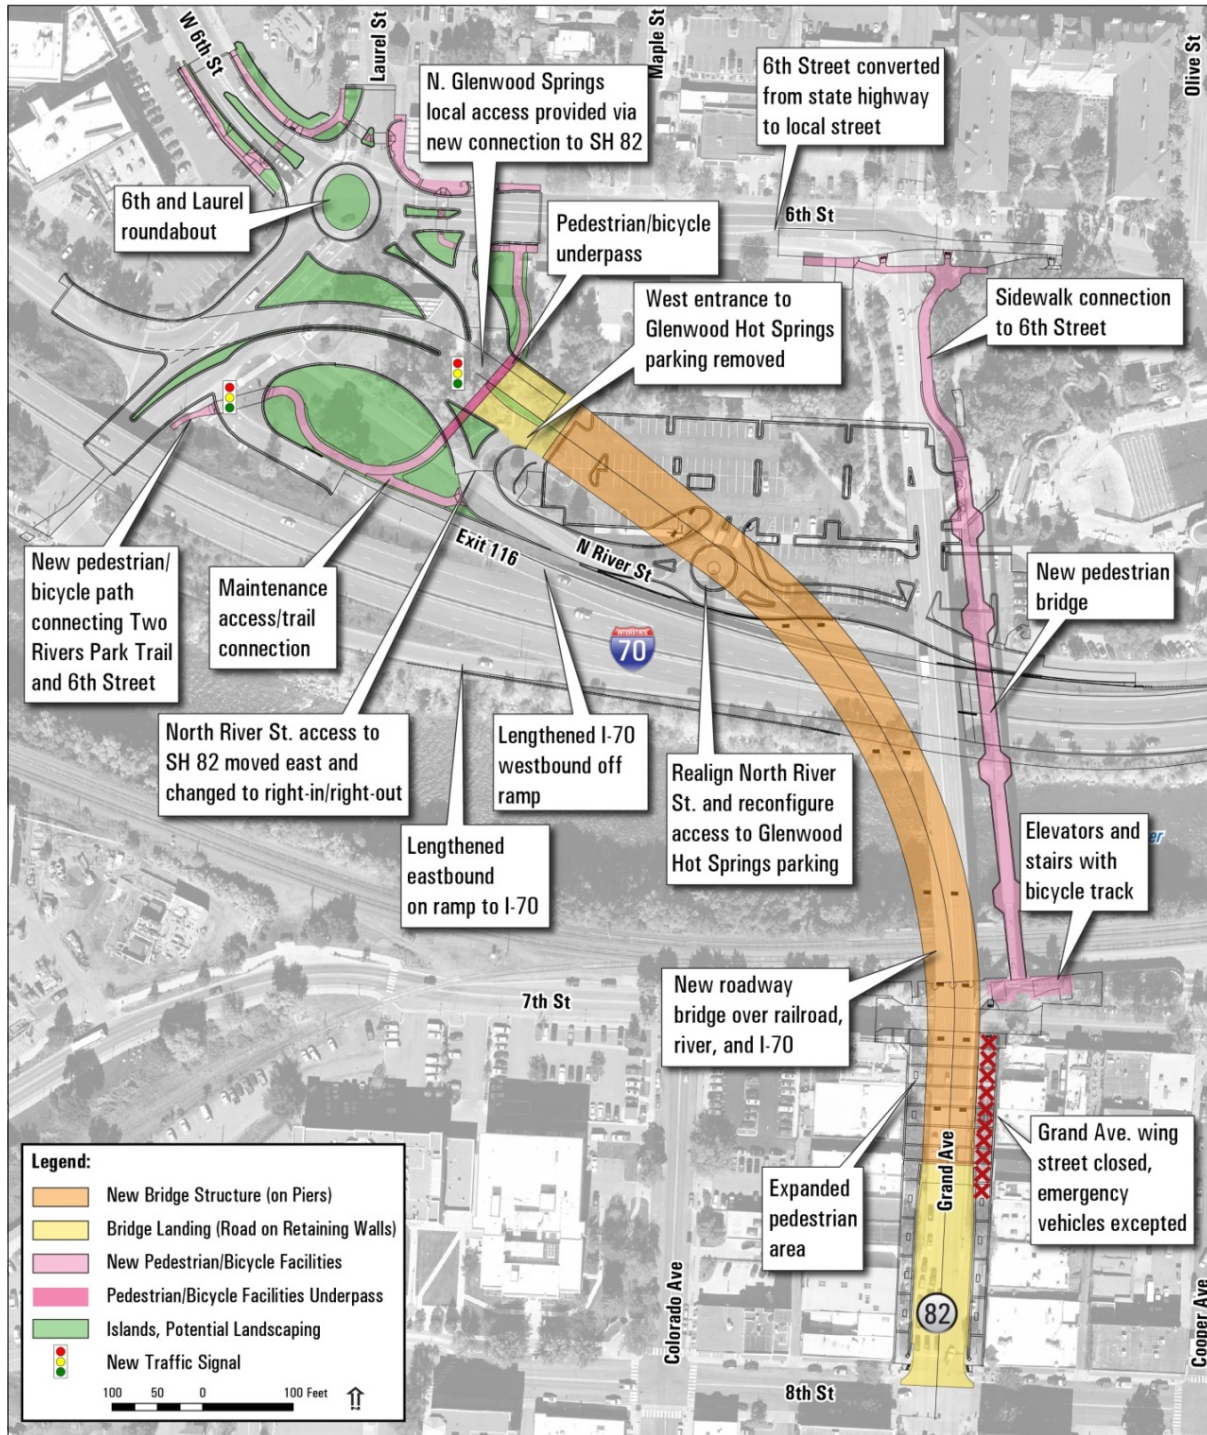 W 6th St
Laurel St
Maple St
Olive St
N. Glenwood Springs
local access provided via
new connection to SH 82
6th Street converted
from state highway
to local street
6th and Laurel
roundabout
6th St
Pedestrian/bicycle
underpass
West entrance to
Glenwood Hot Springs
parking removed
Sidewalk connection
to 6th Street
New pedestrian/
bicycle path
connecting Two
Rivers Park Trail
and 6th Street
Maintenance
access/trail
connection
Exit 116
N River St
New pedestrian
bridge
INTERSTATE
70
North River St. access to
SH 82 moved east and
changed to right-in/right-out
Lengthened I-70
westbound off
ramp
Realign North River
St. and reconfigure
access to Glenwood
Hot Springs parking
Lengthened
eastbound
on ramp to I-70
Elevators and
stairs with
bicycle track
er
7th St
New roadway
bridge over railroad,
river, and I-70
Expanded
pedestrian
area
Grand Ave
Grand Ave. wing
street closed,
emergency
vehicles excepted
Colorado Ave
Cooper Ave
82
8th St
Legend:
New Bridge Structure (on Piers)
Bridge Landing (Road on Retaining Walls)
New Pedestrian/Bicycle Facilities
Pedestrian/Bicycle Facilities Underpass
Islands, Potential Landscaping
New Traffic Signal
100 50 0 100 Feet